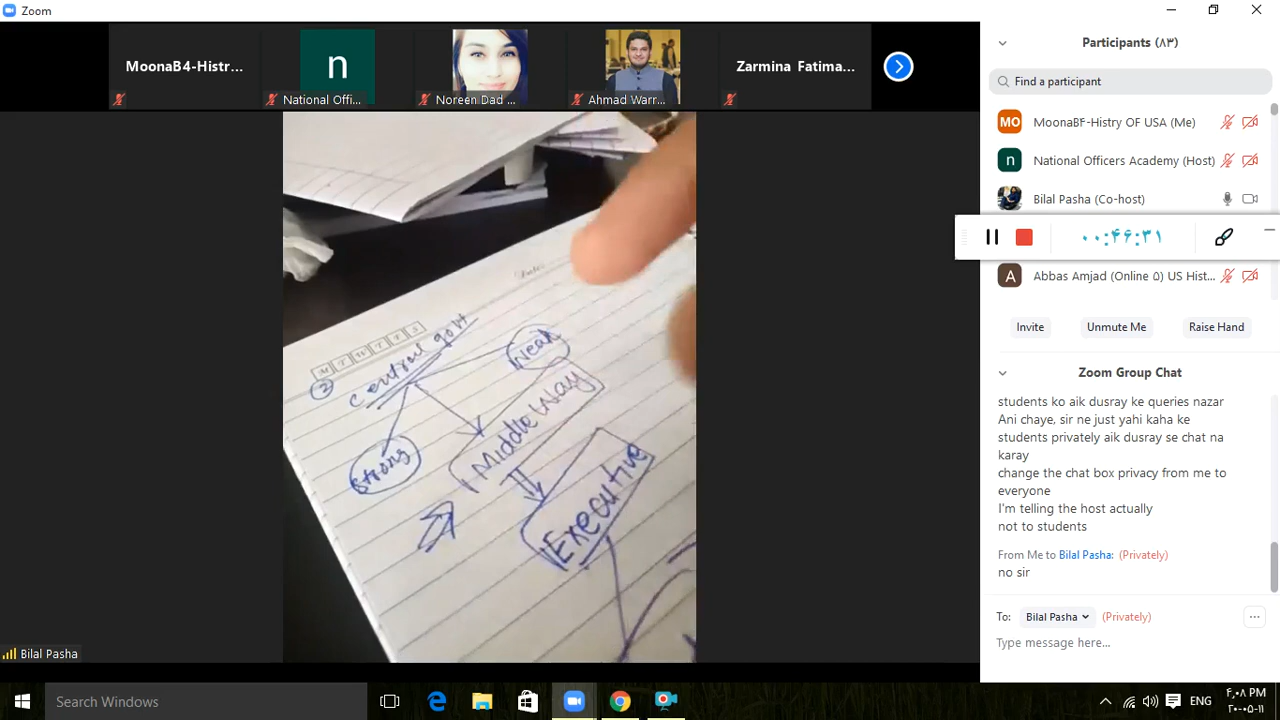 Zoom
MoonaB4-Histr...
n
National Offi...
Noreen Dad ...
Ahmad Warr...
Zarmina Fatima...
M T W T F S
2
Central govt
Weak
Strong
Middle way
Executive
Bilal Pasha
Participants (۸۳)
Find a participant
MO MoonaB۴-Histry OF USA (Me)
n National Officers Academy (Host)
Bilal Pasha (Co-host)
۰۰:۴۶:۳۱
A Abbas Amjad (Online ۵) US Hist...
Invite
Unmute Me
Raise Hand
Zoom Group Chat
students ko aik dusray ke queries nazar
Ani chaye, sir ne just yahi kaha ke
students privately aik dusray se chat na
karay
change the chat box privacy from me to
everyone
I'm telling the host actually
not to students
From Me to Bilal Pasha: (Privately)
no sir
To: Bilal Pasha (Privately)
Type message here...
Search Windows
ENG
۴:۰۸ PM
۲۰۰۰-۰۵-۱۱